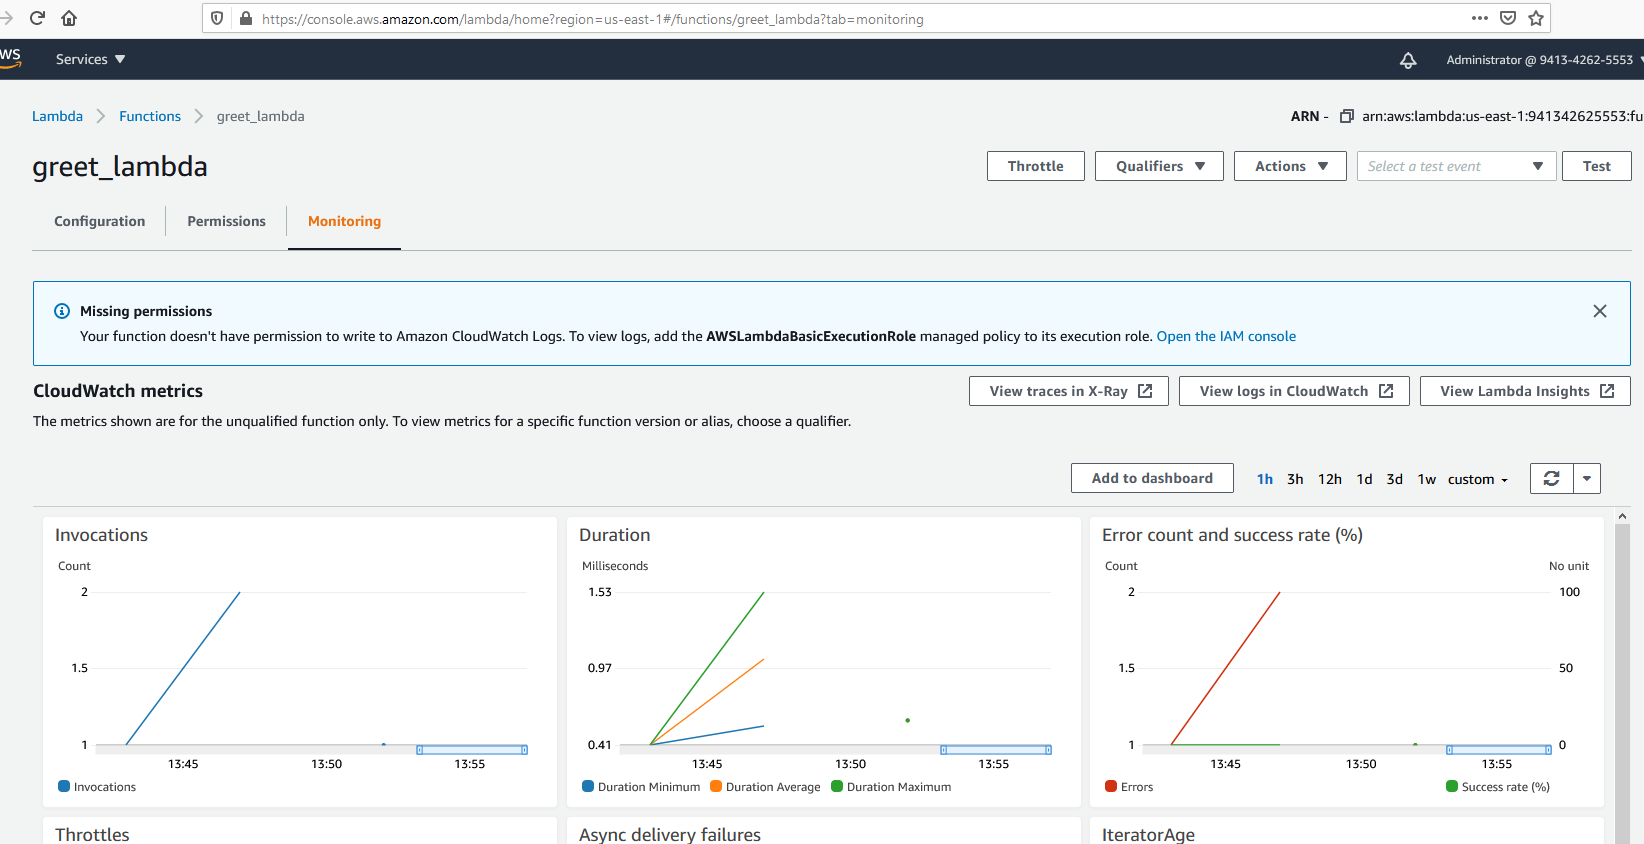 https://console.aws.amazon.com/lambda/home?region=us-east-1#/functions/greet_lambda?tab=monitoring
Services
Administrator @ 9413-4262-5553
Lambda
Functions
greet_lambda
ARN - arn:aws:lambda:us-east-1:941342625553:fu
greet_lambda
Throttle
Qualifiers
Actions
Select a test event
Test
Configuration
Permissions
Monitoring
Missing permissions
Your function doesn't have permission to write to Amazon CloudWatch Logs. To view logs, add the AWSLambdaBasicExecutionRole managed policy to its execution role. Open the IAM console
CloudWatch metrics
View traces in X-Ray
View logs in CloudWatch
View Lambda Insights
The metrics shown are for the unqualified function only. To view metrics for a specific function version or alias, choose a qualifier.
Add to dashboard
1h 3h 12h 1d 3d 1w custom
Invocations
Count
2
1.5
1
13:45 13:50 13:55
Invocations
Duration
Milliseconds
1.53
0.97
0.41
13:45 13:50 13:55
Duration Minimum Duration Average Duration Maximum
Error count and success rate (%)
Count No unit
2 100
1.5 50
1 0
13:45 13:50 13:55
Errors Success rate (%)
Throttles
Async delivery failures
IteratorAge